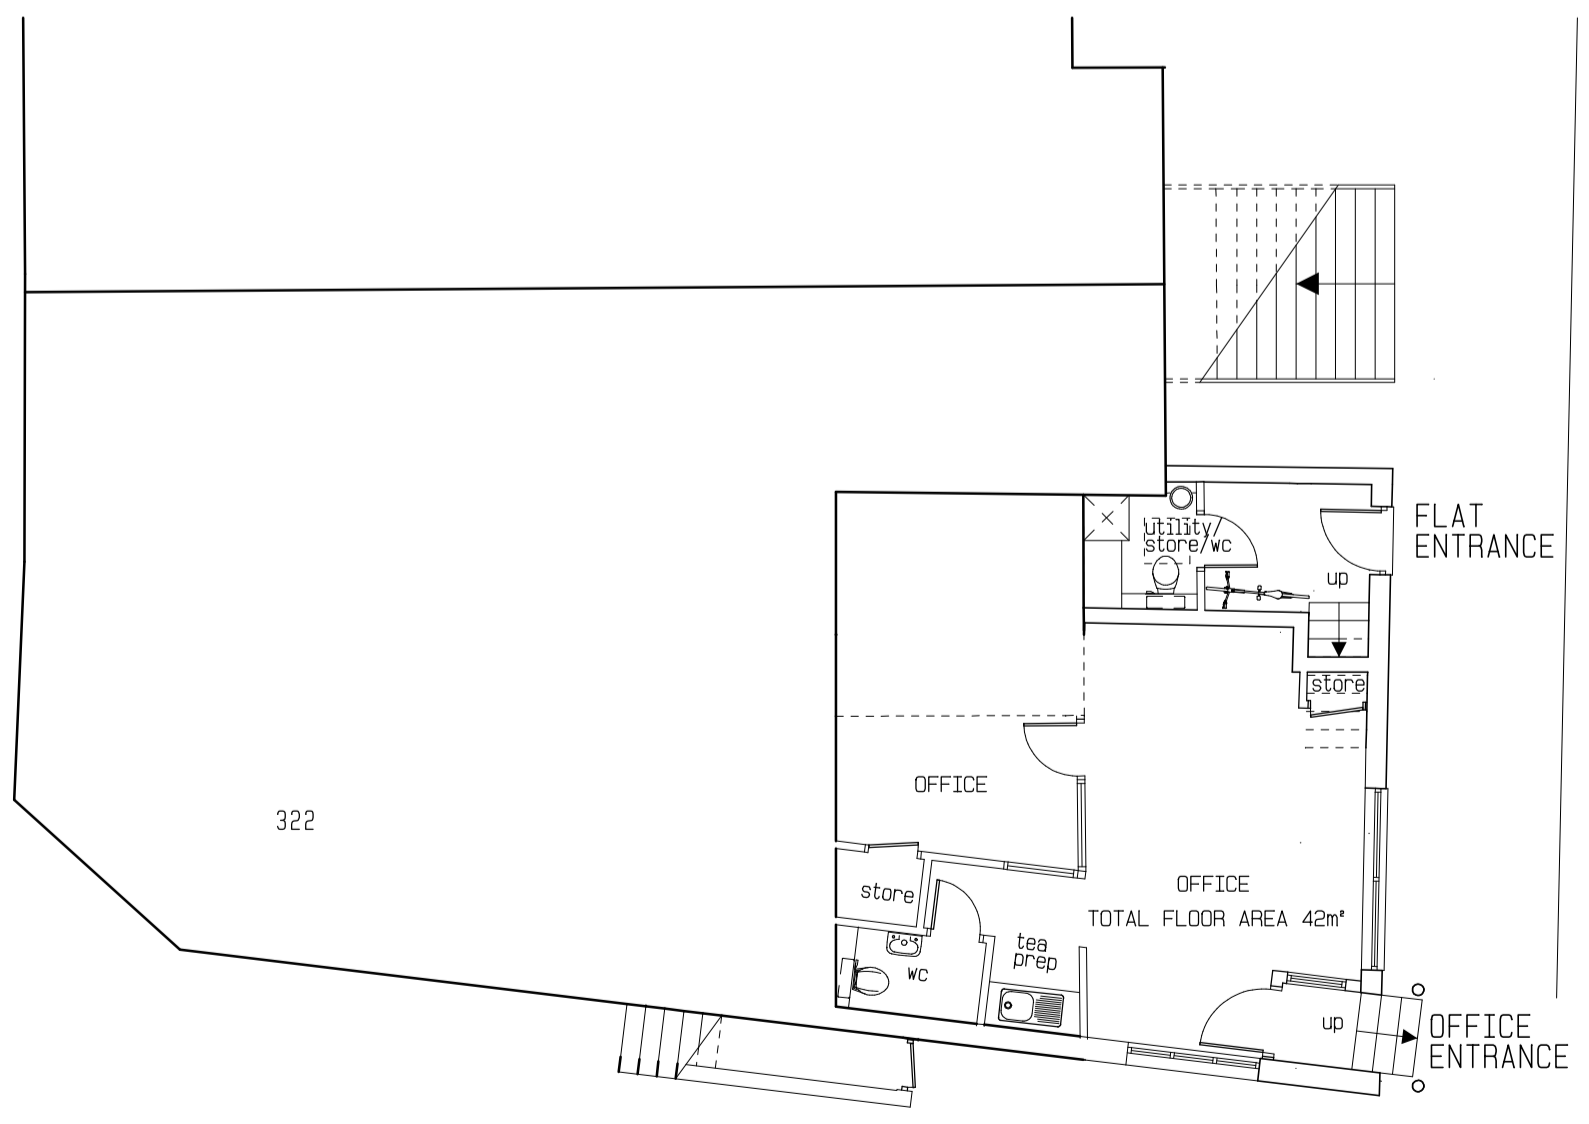 FLAT
ENTRANCE
utility/
store/wc
up
store
OFFICE
322
OFFICE
TOTAL FLOOR AREA 42m²
store
tea
prep
wc
up
OFFICE
ENTRANCE